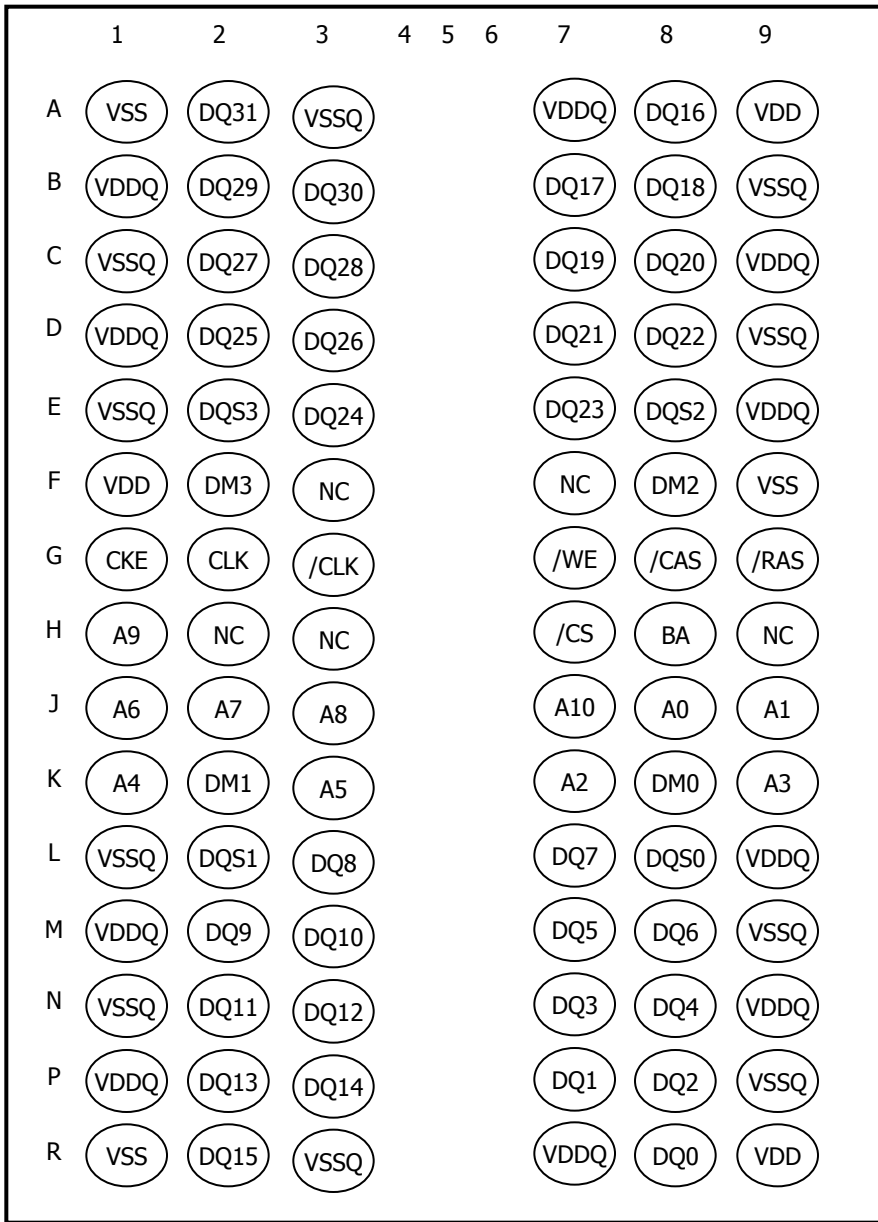 1 2 3 4 5 6 7 8 9
A VSS DQ31 VSSQ VDDQ DQ16 VDD
B VDDQ DQ29 DQ30 DQ17 DQ18 VSSQ
C VSSQ DQ27 DQ28 DQ19 DQ20 VDDQ
D VDDQ DQ25 DQ26 DQ21 DQ22 VSSQ
E VSSQ DQS3 DQ24 DQ23 DQS2 VDDQ
F VDD DM3 NC NC DM2 VSS
G CKE CLK /CLK /WE /CAS /RAS
H A9 NC NC /CS BA NC
J A6 A7 A8 A10 A0 A1
K A4 DM1 A5 A2 DM0 A3
L VSSQ DQS1 DQ8 DQ7 DQS0 VDDQ
M VDDQ DQ9 DQ10 DQ5 DQ6 VSSQ
N VSSQ DQ11 DQ12 DQ3 DQ4 VDDQ
P VDDQ DQ13 DQ14 DQ1 DQ2 VSSQ
R VSS DQ15 VSSQ VDDQ DQ0 VDD